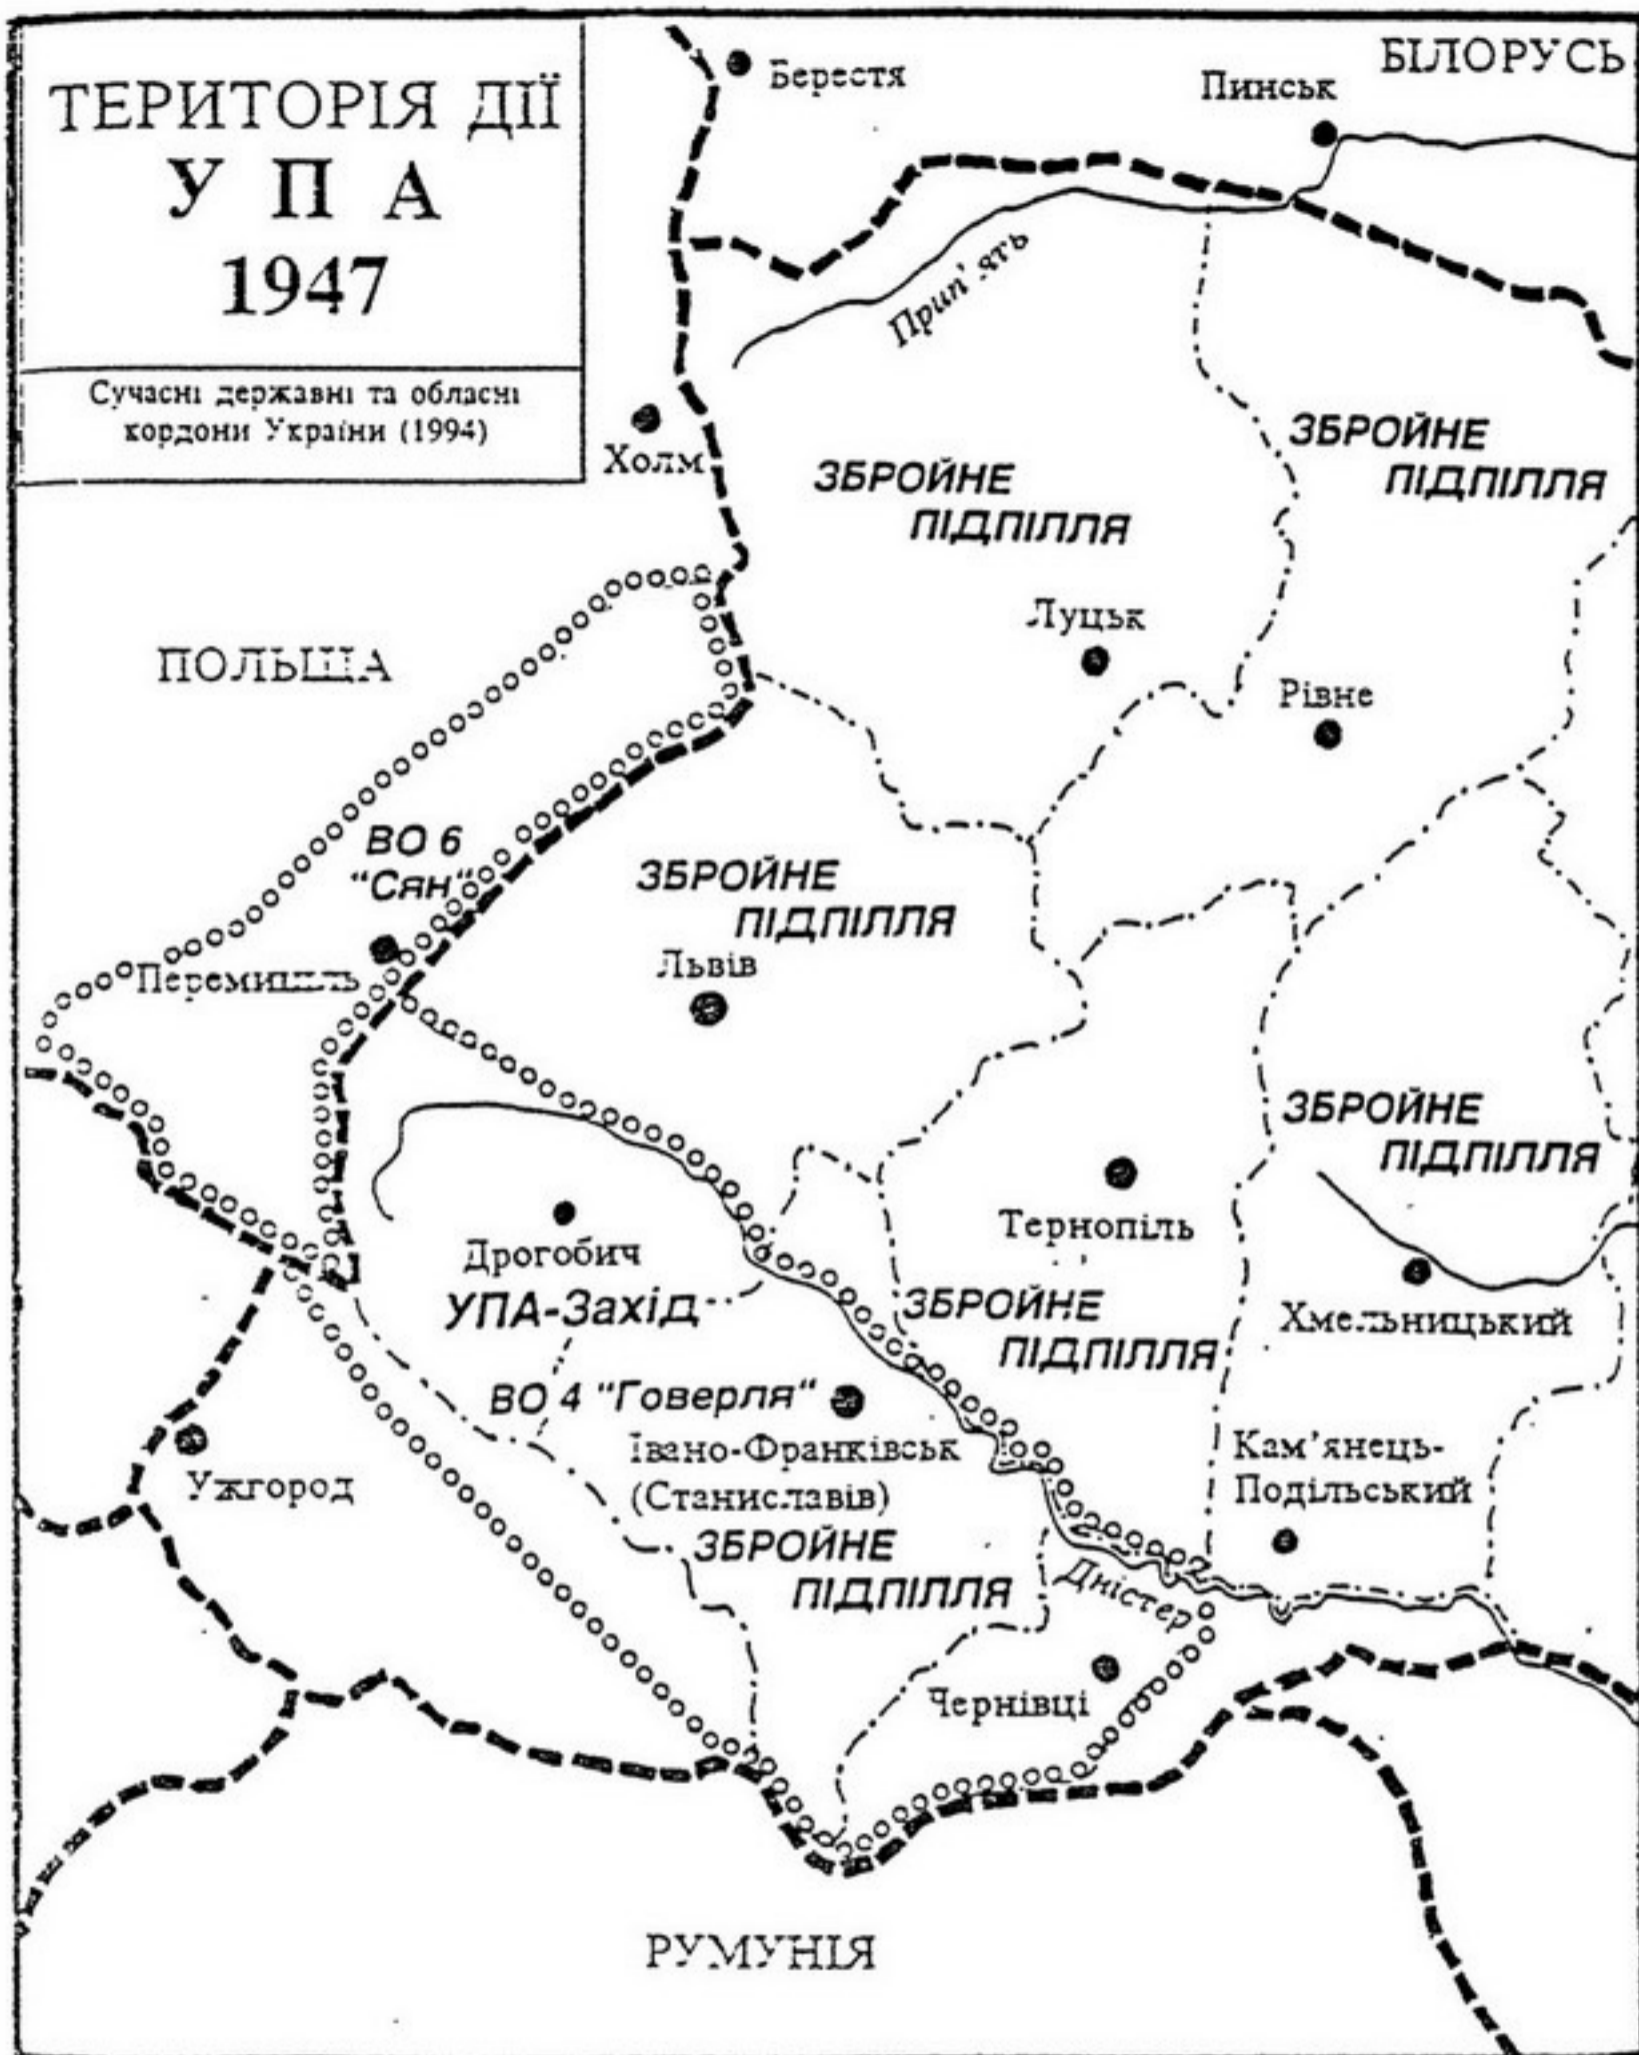 ТЕРИТОРІЯ ДІЇ
У П А
1947
Сучасні державні та обласні
кордони України (1994)
БІЛОРУСЬ
Берестя
Пинськ
Прип'ять
Холм
ЗБРОЙНЕ
ПІДПІЛЛЯ
ЗБРОЙНЕ
ПІДПІЛЛЯ
ПОЛЬЩА
Луцьк
Рівне
ВО 6
"Сян"
ЗБРОЙНЕ
ПІДПІЛЛЯ
Перемишль
Львів
ЗБРОЙНЕ
ПІДПІЛЛЯ
Тернопіль
Дрогобич
УПА-Захід
ЗБРОЙНЕ
ПІДПІЛЛЯ
Хмельницький
ВО 4 "Говерля"
Івано-Франківськ
(Станиславів)
Кам'янець-
Подільський
Ужгород
ЗБРОЙНЕ
ПІДПІЛЛЯ
Дністер
Чернівці
РУМУНІЯ